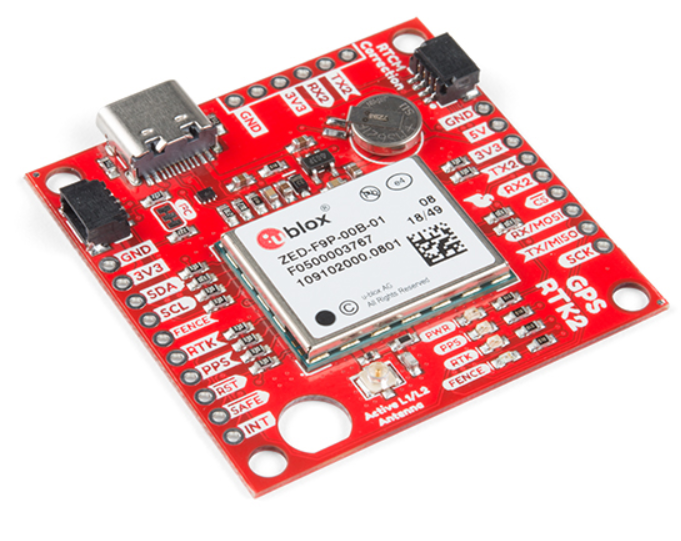 RTCM
Correction
TX2
RX2
3V3
GND
GND
5V
3V3
TX2
RX2
CS
RX/MOSI
TX/MISO
SCK
GPS
RTK2
u-blox
ZED-F9P-00B-01
F0500003767
109102000.0801
08
18/49
e4
© u-blox AG
All Rights Reserved
PWR
PPS
RTK
FENCE
Active L1/L2
Antenna
GND
3V3
SDA
SCL
FENCE
RTK
PPS
RST
SAFE
INT
I²C